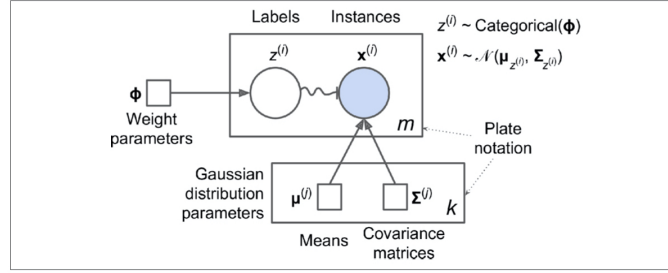 Labels Instances
z⁽ⁱ⁾ ~ Categorical(ϕ)
z⁽ⁱ⁾ x⁽ⁱ⁾
x⁽ⁱ⁾ ~ 𝒩(μ_z⁽ⁱ⁾, Σ_z⁽ⁱ⁾)
ϕ
Weight
parameters
m
Plate
notation
Gaussian
distribution
parameters
μ⁽ʲ⁾ Σ⁽ʲ⁾
k
Means
Covariance
matrices